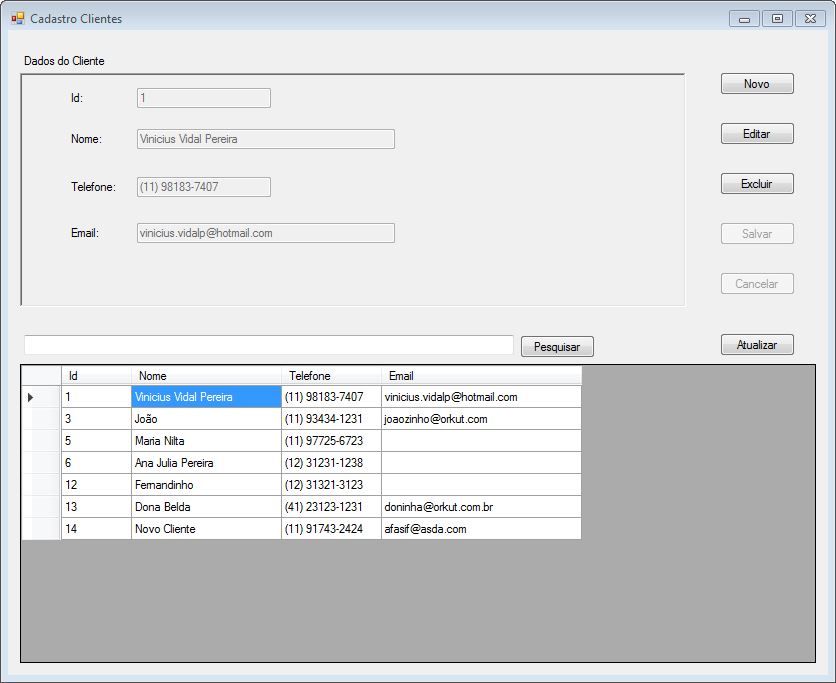 Cadastro Clientes
Dados do Cliente
Id: 1
Nome: Vinicius Vidal Pereira
Telefone: (11) 98183-7407
Email: vinicius.vidalp@hotmail.com
Novo
Editar
Excluir
Salvar
Cancelar
Pesquisar
Atualizar
Id Nome Telefone Email
1 Vinicius Vidal Pereira (11) 98183-7407 vinicius.vidalp@hotmail.com
3 João (11) 93434-1231 joaozinho@orkut.com
5 Maria Nilta (11) 97725-6723
6 Ana Julia Pereira (12) 31231-1238
12 Fernandinho (12) 31321-3123
13 Dona Belda (41) 23123-1231 doninha@orkut.com.br
14 Novo Cliente (11) 91743-2424 afasif@asda.com